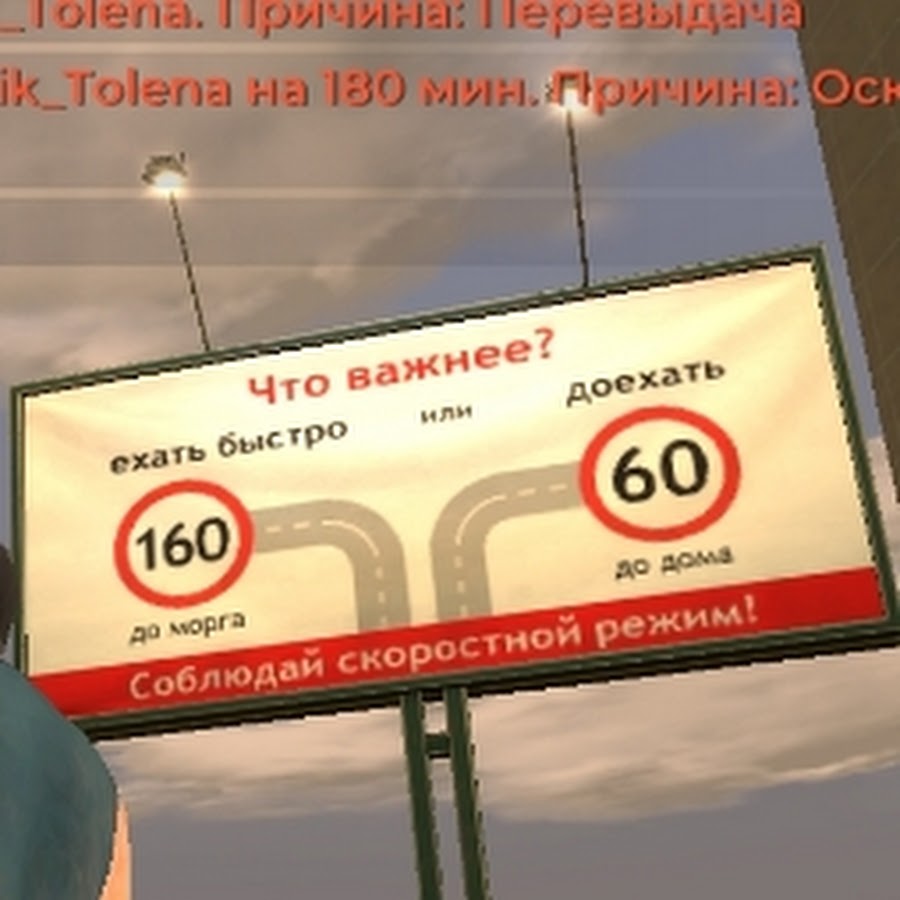 _Tolena. Причина: Перевыдача
ik_Tolena на 180 мин. Причина: Оск
Что важнее?
ехать быстро или доехать
160 60
до морга до дома
Соблюдай скоростной режим!